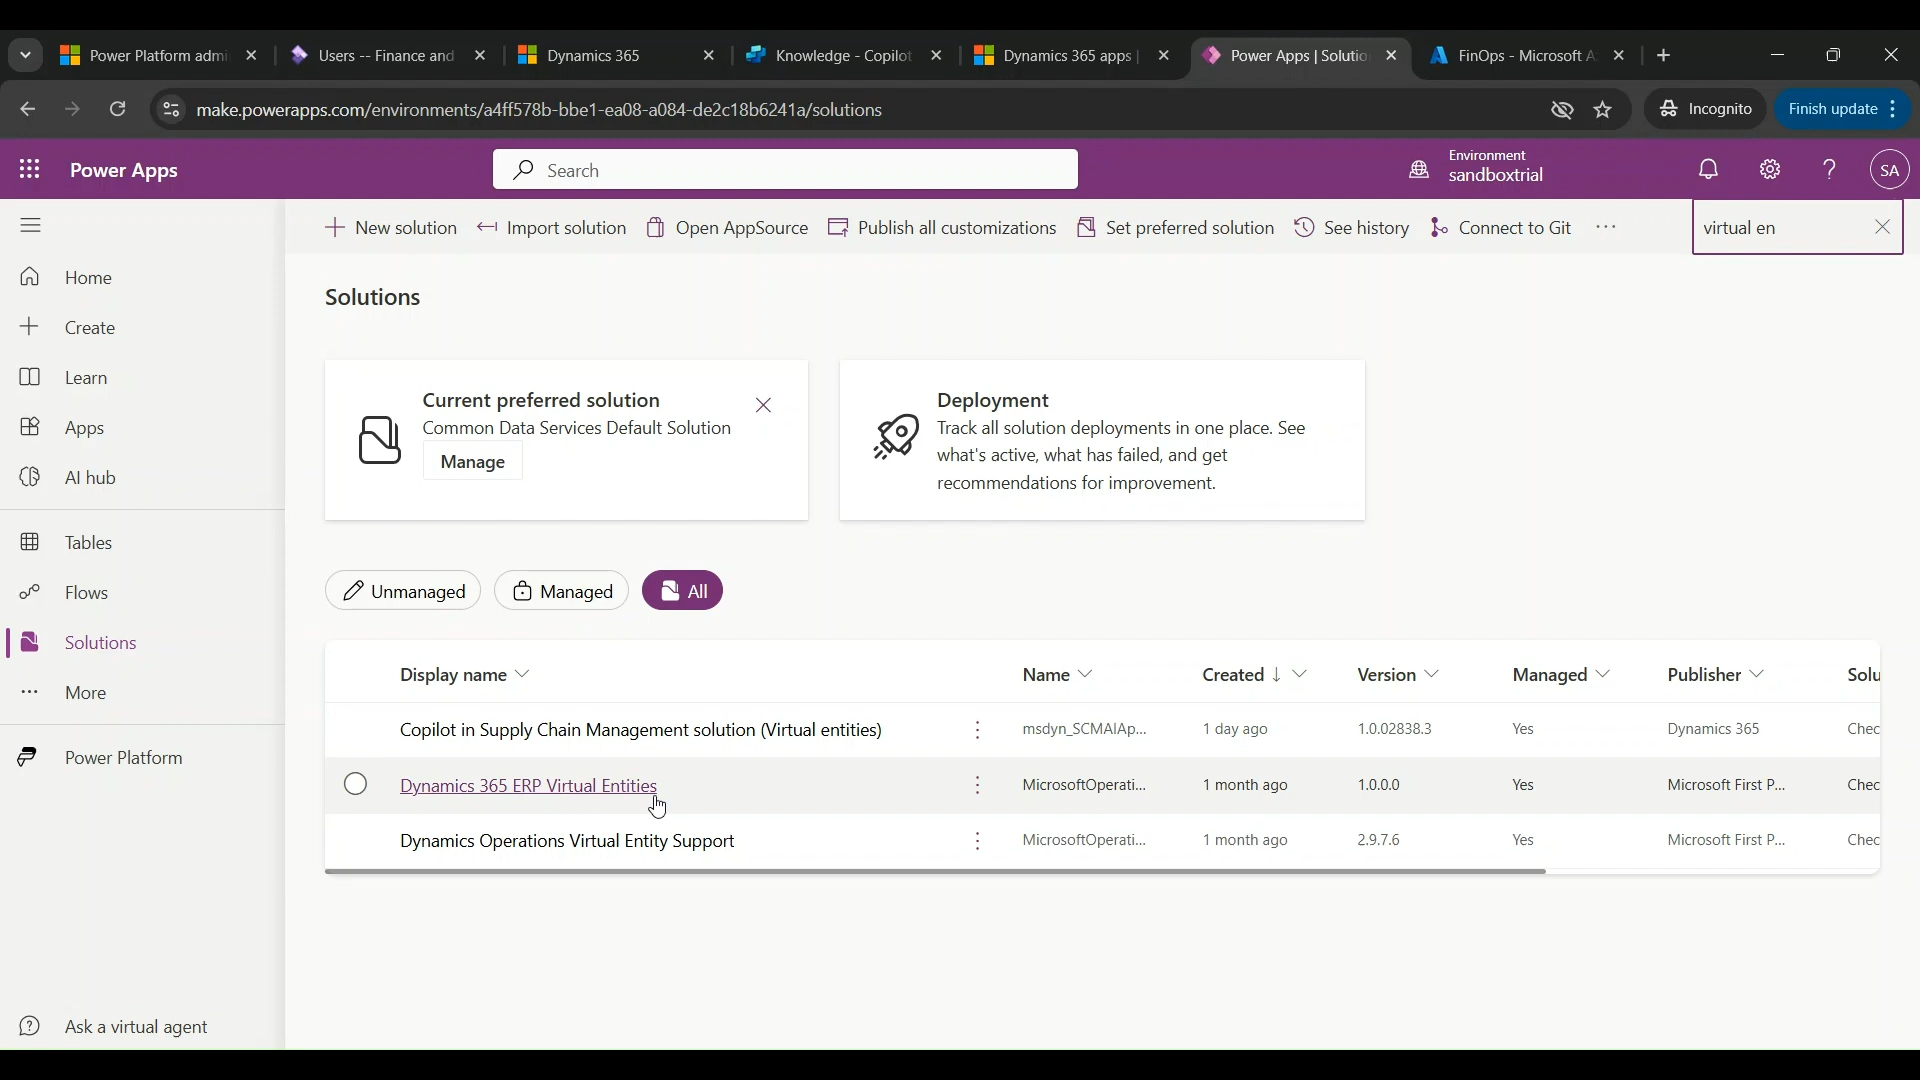 Power Platform admi
Users -- Finance and
Dynamics 365
Knowledge - Copilot
Dynamics 365 apps |
Power Apps | Solutio
FinOps - Microsoft A
make.powerapps.com/environments/a4ff578b-bbe1-ea08-a084-de2c18b6241a/solutions
Incognito
Finish update
Power Apps
Search
Environment
sandboxtrial
SA
New solution
Import solution
Open AppSource
Publish all customizations
Set preferred solution
See history
Connect to Git
virtual en
Home
Create
Learn
Apps
AI hub
Tables
Flows
Solutions
More
Power Platform
Ask a virtual agent
Solutions
Current preferred solution
Common Data Services Default Solution
Manage
Deployment
Track all solution deployments in one place. See
what's active, what has failed, and get
recommendations for improvement.
Unmanaged
Managed
All
Display name Name Created Version Managed Publisher Solu
Copilot in Supply Chain Management solution (Virtual entities) msdyn_SCMAIAp... 1 day ago 1.0.02838.3 Yes Dynamics 365 Chec
Dynamics 365 ERP Virtual Entities MicrosoftOperati... 1 month ago 1.0.0.0 Yes Microsoft First P... Chec
Dynamics Operations Virtual Entity Support MicrosoftOperati... 1 month ago 2.9.7.6 Yes Microsoft First P... Chec